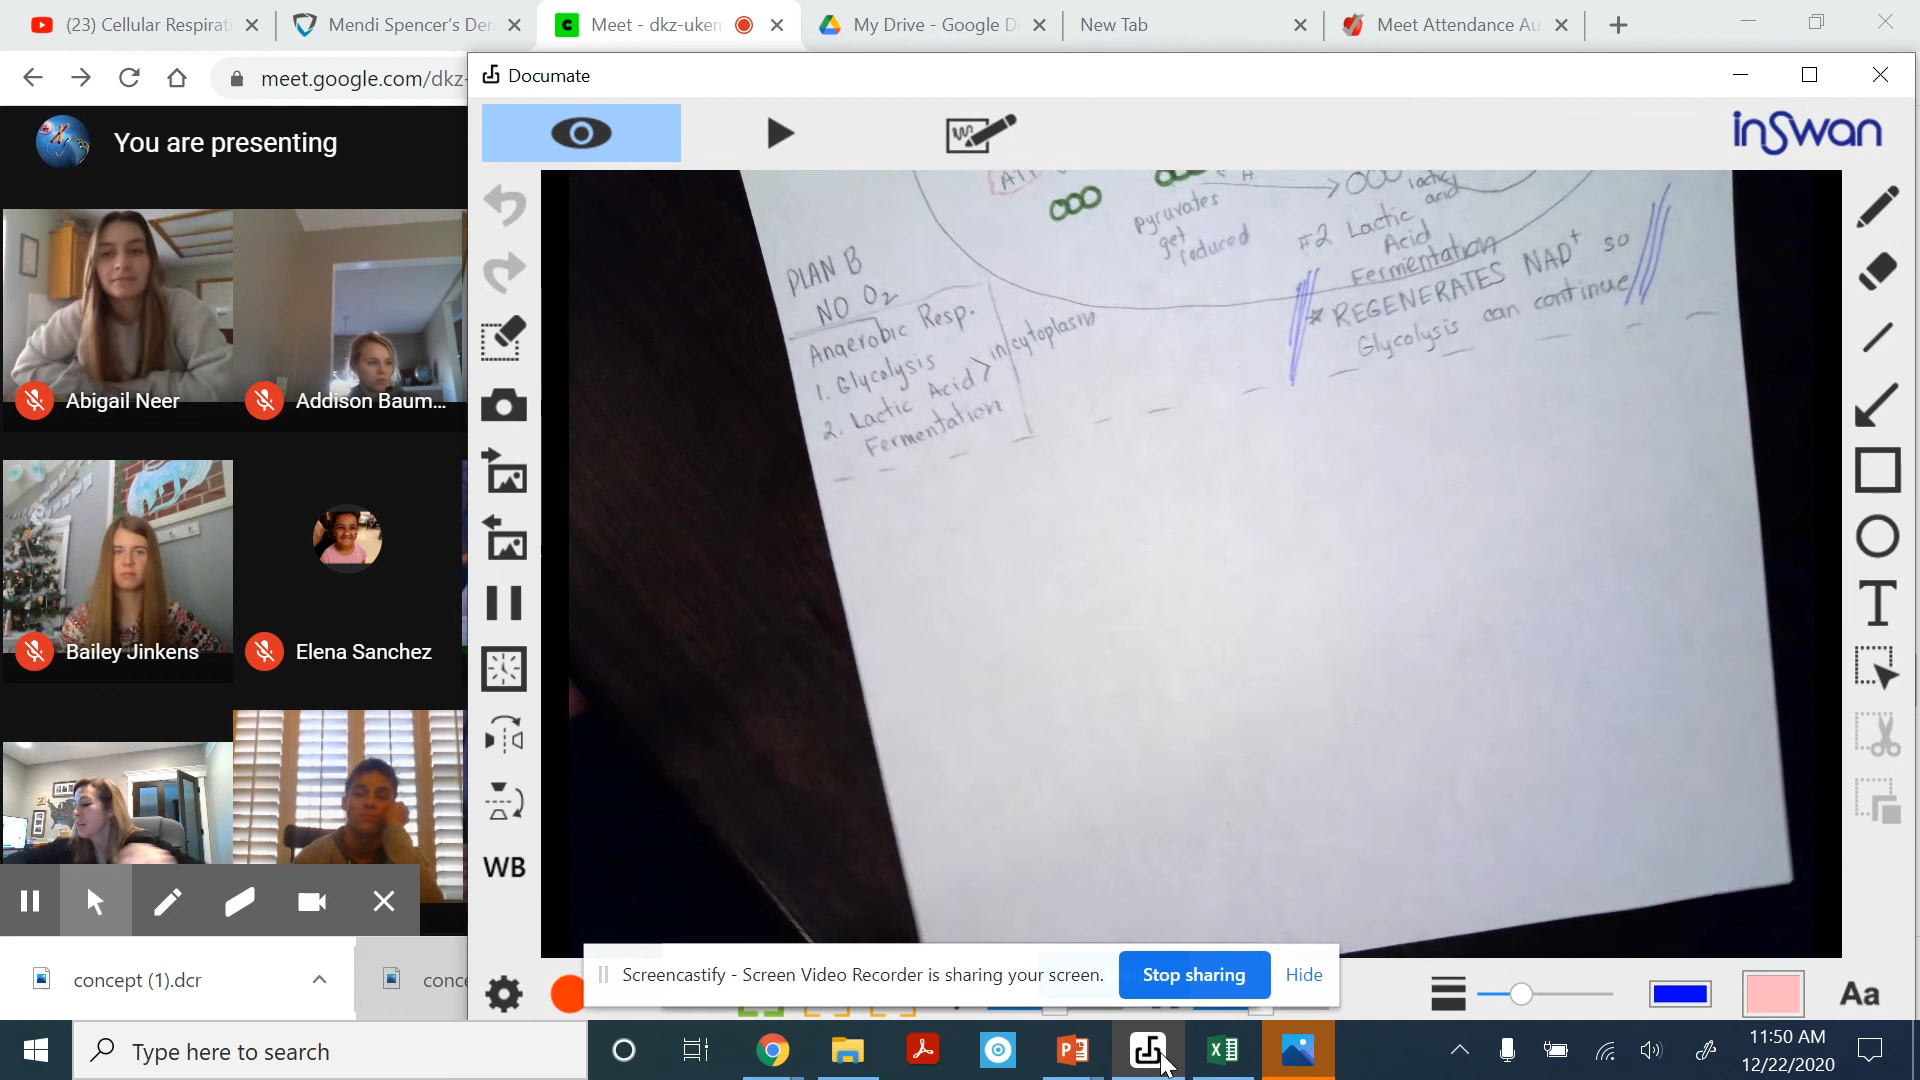 (23) Cellular Respirati
Mendi Spencer's Den
Meet - dkz-uken
My Drive - Google D
New Tab
Meet Attendance Au
meet.google.com/dkz-
Documate
inSwan
You are presenting
Abigail Neer
Addison Baum...
Bailey Jinkens
Elena Sanchez
pyruvates
get
reduced
lactic
acid
#2 Lactic
Acid
Fermentation
* REGENERATES NAD+ so
Glycolysis can continue
PLAN B
NO O2
Anaerobic Resp.
1. Glycolysis
2. Lactic Acid > in cytoplasm
Fermentation
WB
concept (1).dcr
conce
Screencastify - Screen Video Recorder is sharing your screen.
Stop sharing
Hide
Aa
Type here to search
11:50 AM
12/22/2020